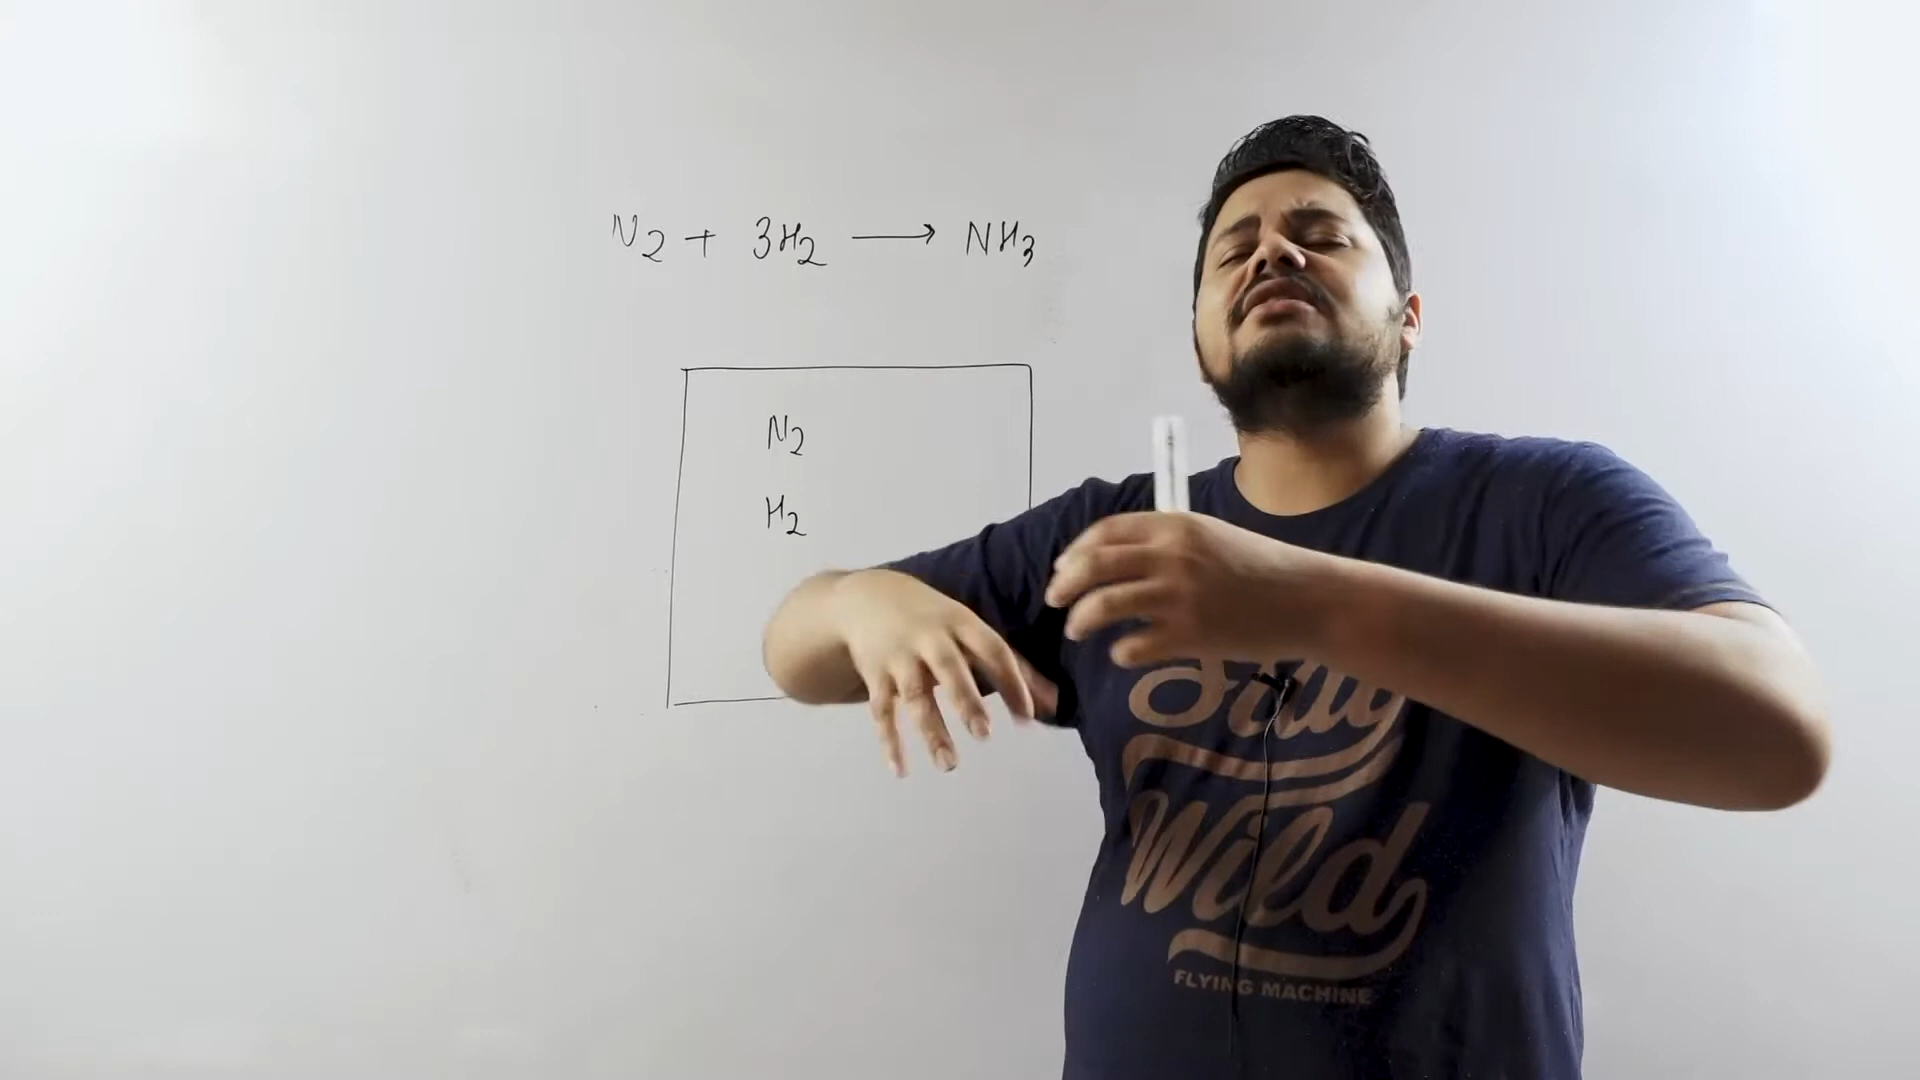 N2 + 3H2 → NH3
N2
H2
Wild
FLYING MACHINE